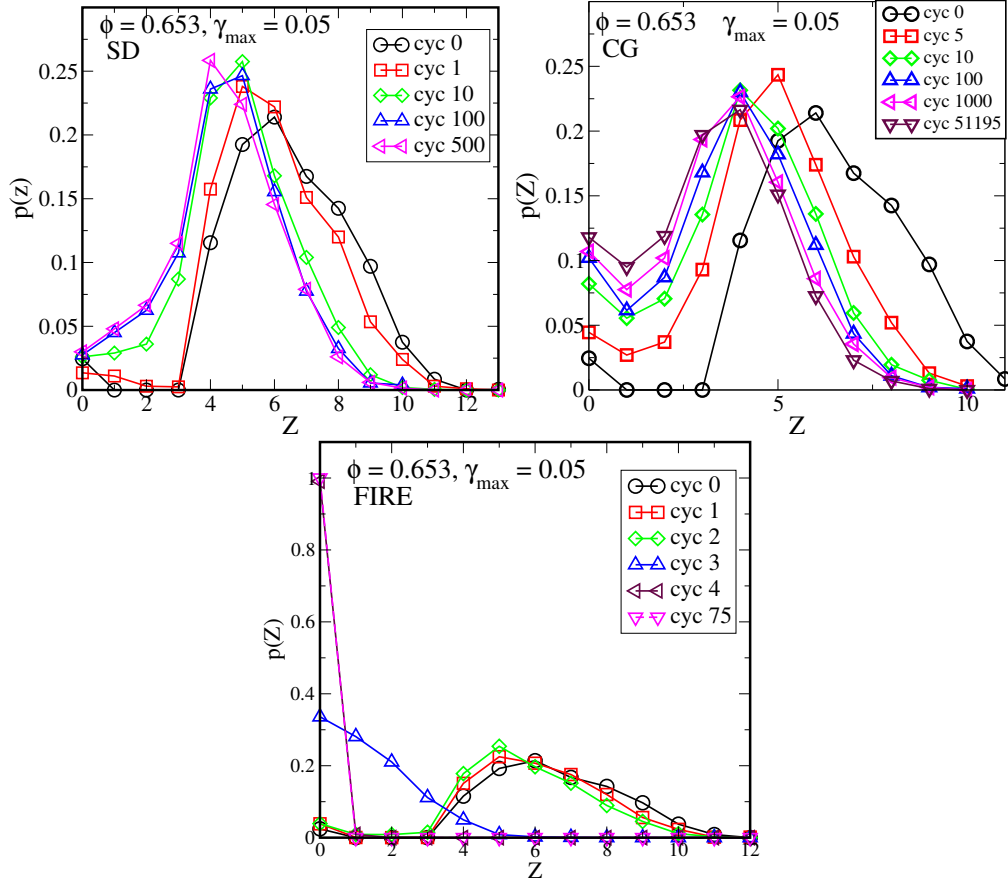 ϕ = 0.653, γmax = 0.05
SD
cyc 0
cyc 1
cyc 10
cyc 100
cyc 500
p(z)
0.25
0.2
0.15
0.1
0.05
0
0 2 4 6 8 10 12
Z
ϕ = 0.653 γmax = 0.05
CG
cyc 0
cyc 5
cyc 10
cyc 100
cyc 1000
cyc 51195
p(Z)
0.25
0.2
0.15
0.1
0.05
0
0 5 10
Z
ϕ = 0.653, γmax = 0.05
FIRE
cyc 0
cyc 1
cyc 2
cyc 3
cyc 4
cyc 75
p(Z)
1
0.8
0.6
0.4
0.2
0
0 2 4 6 8 10 12
Z